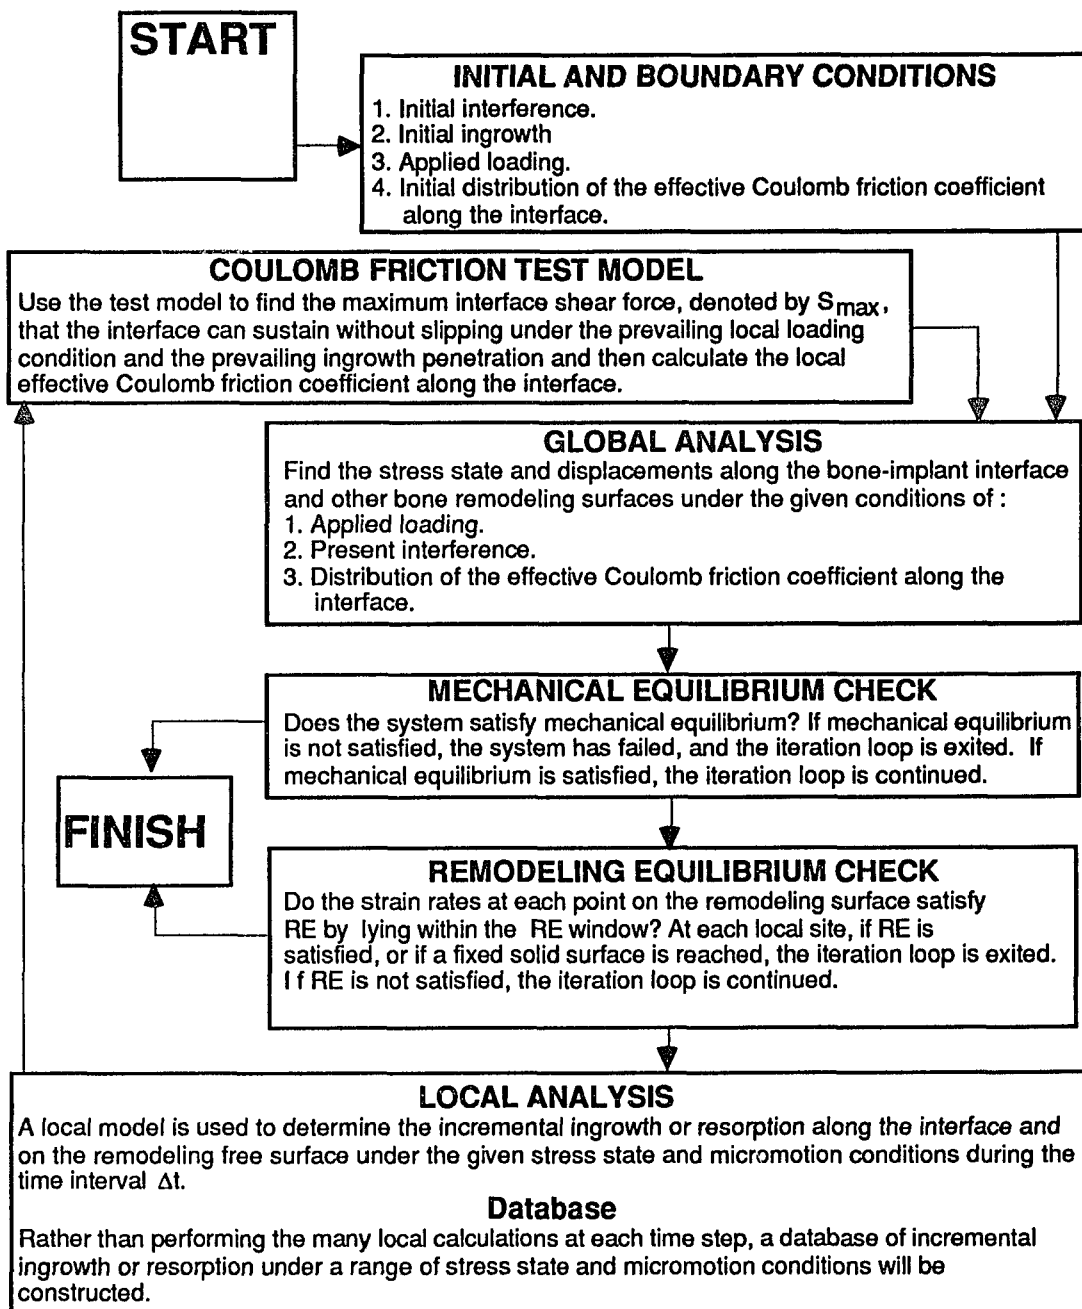 START
INITIAL AND BOUNDARY CONDITIONS
1. Initial interference.
2. Initial ingrowth
3. Applied loading.
4. Initial distribution of the effective Coulomb friction coefficient
along the interface.
COULOMB FRICTION TEST MODEL
Use the test model to find the maximum interface shear force, denoted by Smax,
that the interface can sustain without slipping under the prevailing local loading
condition and the prevailing ingrowth penetration and then calculate the local
effective Coulomb friction coefficient along the interface.
GLOBAL ANALYSIS
Find the stress state and displacements along the bone-implant interface
and other bone remodeling surfaces under the given conditions of :
1. Applied loading.
2. Present interference.
3. Distribution of the effective Coulomb friction coefficient along the
interface.
MECHANICAL EQUILIBRIUM CHECK
Does the system satisfy mechanical equilibrium? If mechanical equilibrium
is not satisfied, the system has failed, and the iteration loop is exited. If
mechanical equilibrium is satisfied, the iteration loop is continued.
FINISH
REMODELING EQUILIBRIUM CHECK
Do the strain rates at each point on the remodeling surface satisfy
RE by lying within the RE window? At each local site, if RE is
satisfied, or if a fixed solid surface is reached, the iteration loop is exited.
I f RE is not satisfied, the iteration loop is continued.
LOCAL ANALYSIS
A local model is used to determine the incremental ingrowth or resorption along the interface and
on the remodeling free surface under the given stress state and micromotion conditions during the
time interval Δt.
Database
Rather than performing the many local calculations at each time step, a database of incremental
ingrowth or resorption under a range of stress state and micromotion conditions will be
constructed.